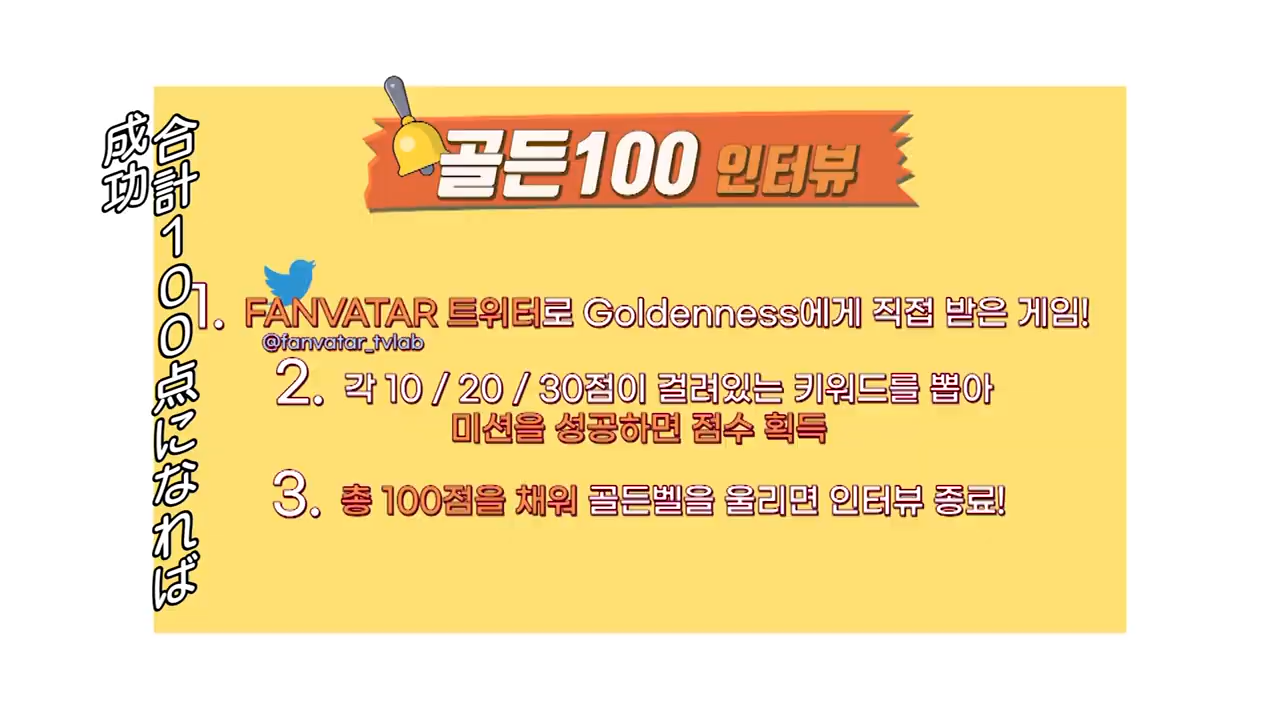 골든100 인터뷰
1. FANVATAR 트위터로 Goldenness에게 직접 받은 게임!
@fanvatar_tvlab
2. 각 10 / 20 / 30점이 걸려있는 키워드를 뽑아
미션을 성공하면 점수 획득
3. 총 100점을 채워 골든벨을 울리면 인터뷰 종료!
合計100点になれば
成功